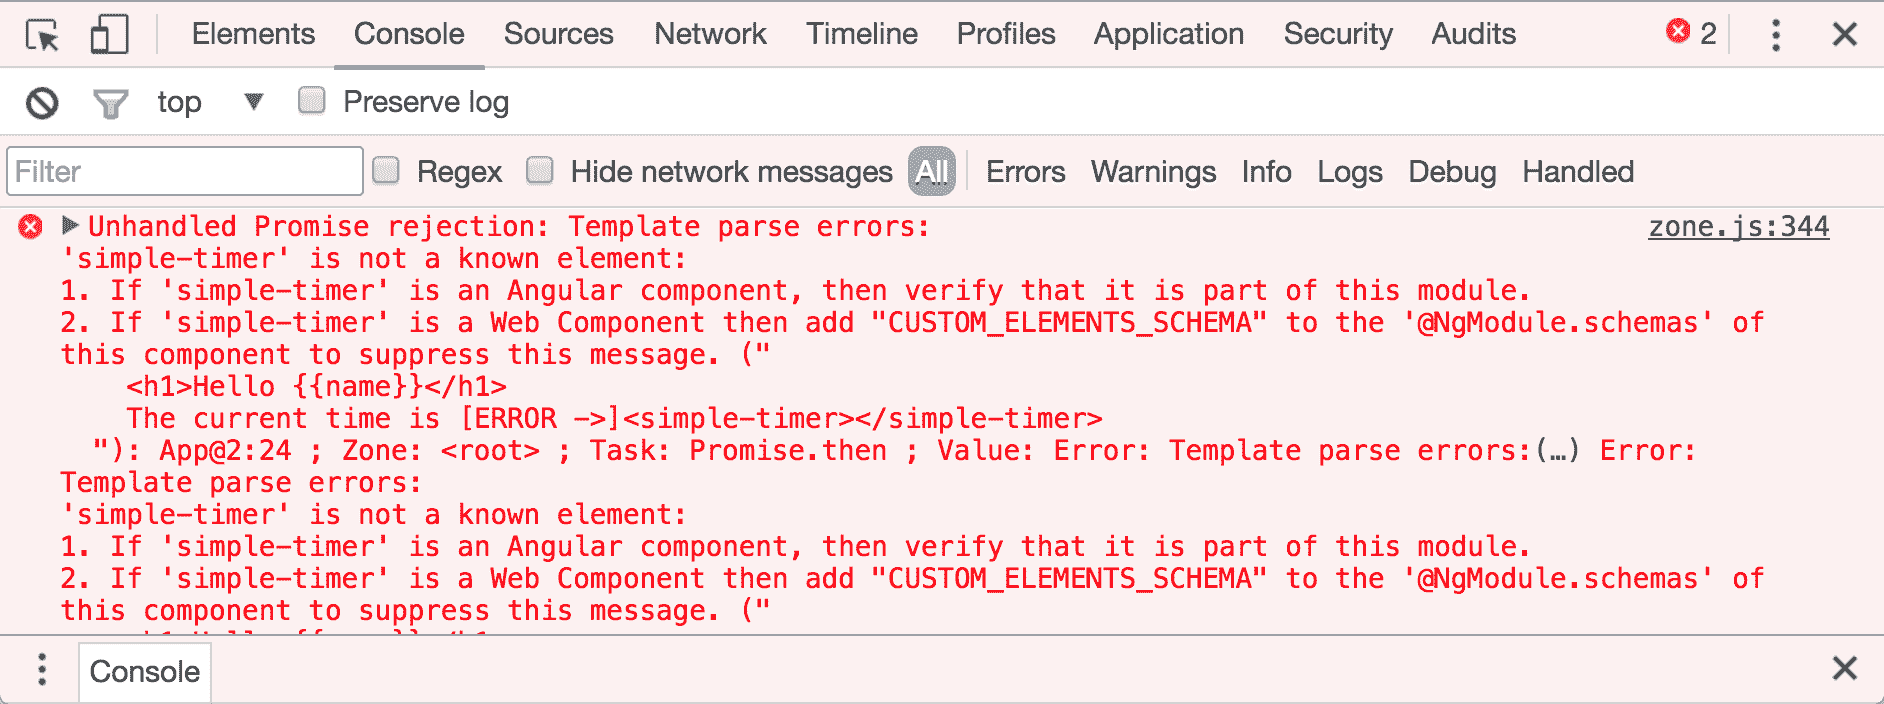 Elements Console Sources Network Timeline Profiles Application Security Audits 2
top Preserve log
Filter Regex Hide network messages All Errors Warnings Info Logs Debug Handled
Unhandled Promise rejection: Template parse errors: zone.js:344
'simple-timer' is not a known element:
1. If 'simple-timer' is an Angular component, then verify that it is part of this module.
2. If 'simple-timer' is a Web Component then add "CUSTOM_ELEMENTS_SCHEMA" to the '@NgModule.schemas' of
this component to suppress this message. ("
<h1>Hello {{name}}</h1>
The current time is [ERROR ->]<simple-timer></simple-timer>
"): App@2:24 ; Zone: <root> ; Task: Promise.then ; Value: Error: Template parse errors:(…) Error:
Template parse errors:
'simple-timer' is not a known element:
1. If 'simple-timer' is an Angular component, then verify that it is part of this module.
2. If 'simple-timer' is a Web Component then add "CUSTOM_ELEMENTS_SCHEMA" to the '@NgModule.schemas' of
this component to suppress this message. ("
Console